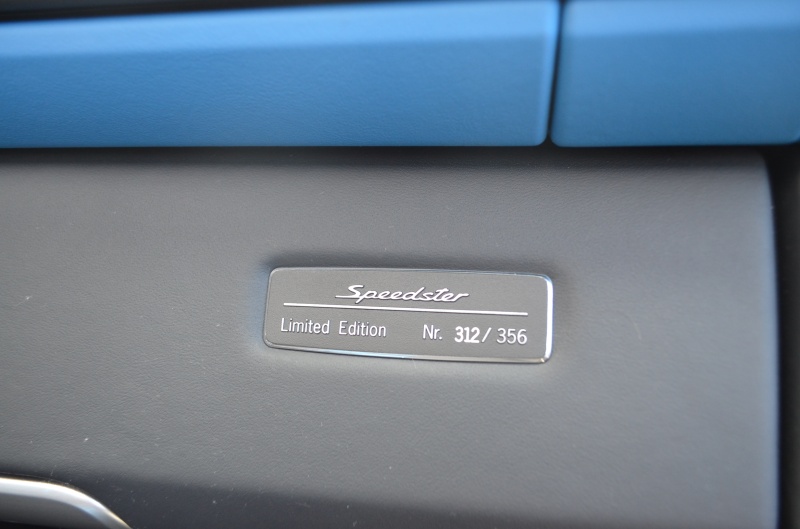 Speedster
Limited Edition Nr. 312/ 356